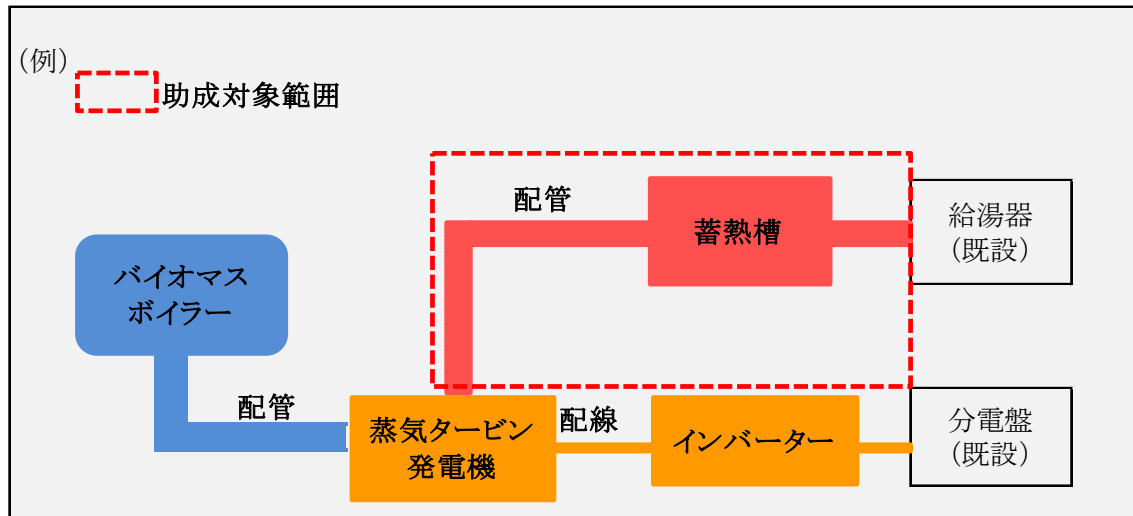 (例)
助成対象範囲
配管
蓄熱槽
給湯器
(既設)
バイオマス
ボイラー
配管
蒸気タービン
発電機
配線
インバーター
分電盤
(既設)